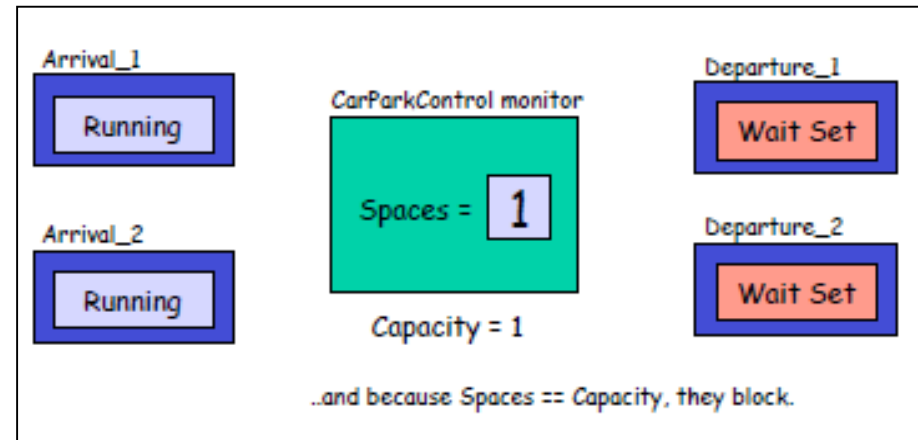 Arrival_1
Running
Arrival_2
Running
CarParkControl monitor
Spaces = 1
Capacity = 1
Departure_1
Wait Set
Departure_2
Wait Set
..and because Spaces == Capacity, they block.